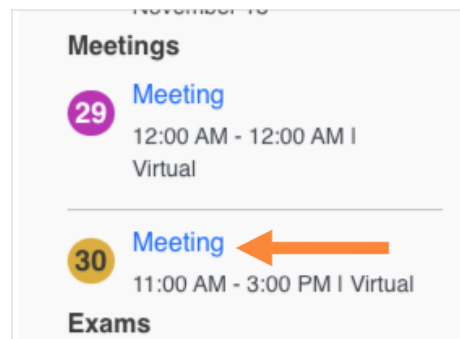 Meetings
29
Meeting
12:00 AM - 12:00 AM |
Virtual
30
Meeting
11:00 AM - 3:00 PM | Virtual
Exams